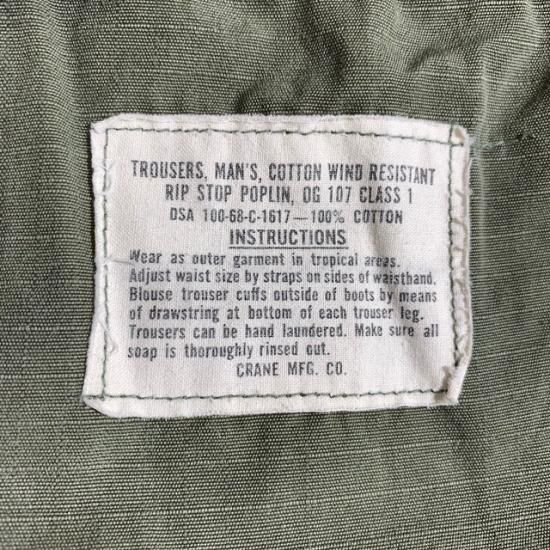 TROUSERS, MAN'S, COTTON WIND RESISTANT
RIP STOP POPLIN, OG 107 CLASS 1
DSA 100-68-C-1617—100% COTTON
INSTRUCTIONS
Wear as outer garment in tropical areas.
Adjust waist size by straps on sides of waistband.
Blouse trouser cuffs outside of boots by means
of drawstring at bottom of each trouser leg.
Trousers can be hand laundered. Make sure all
soap is thoroughly rinsed out.
CRANE MFG. CO.